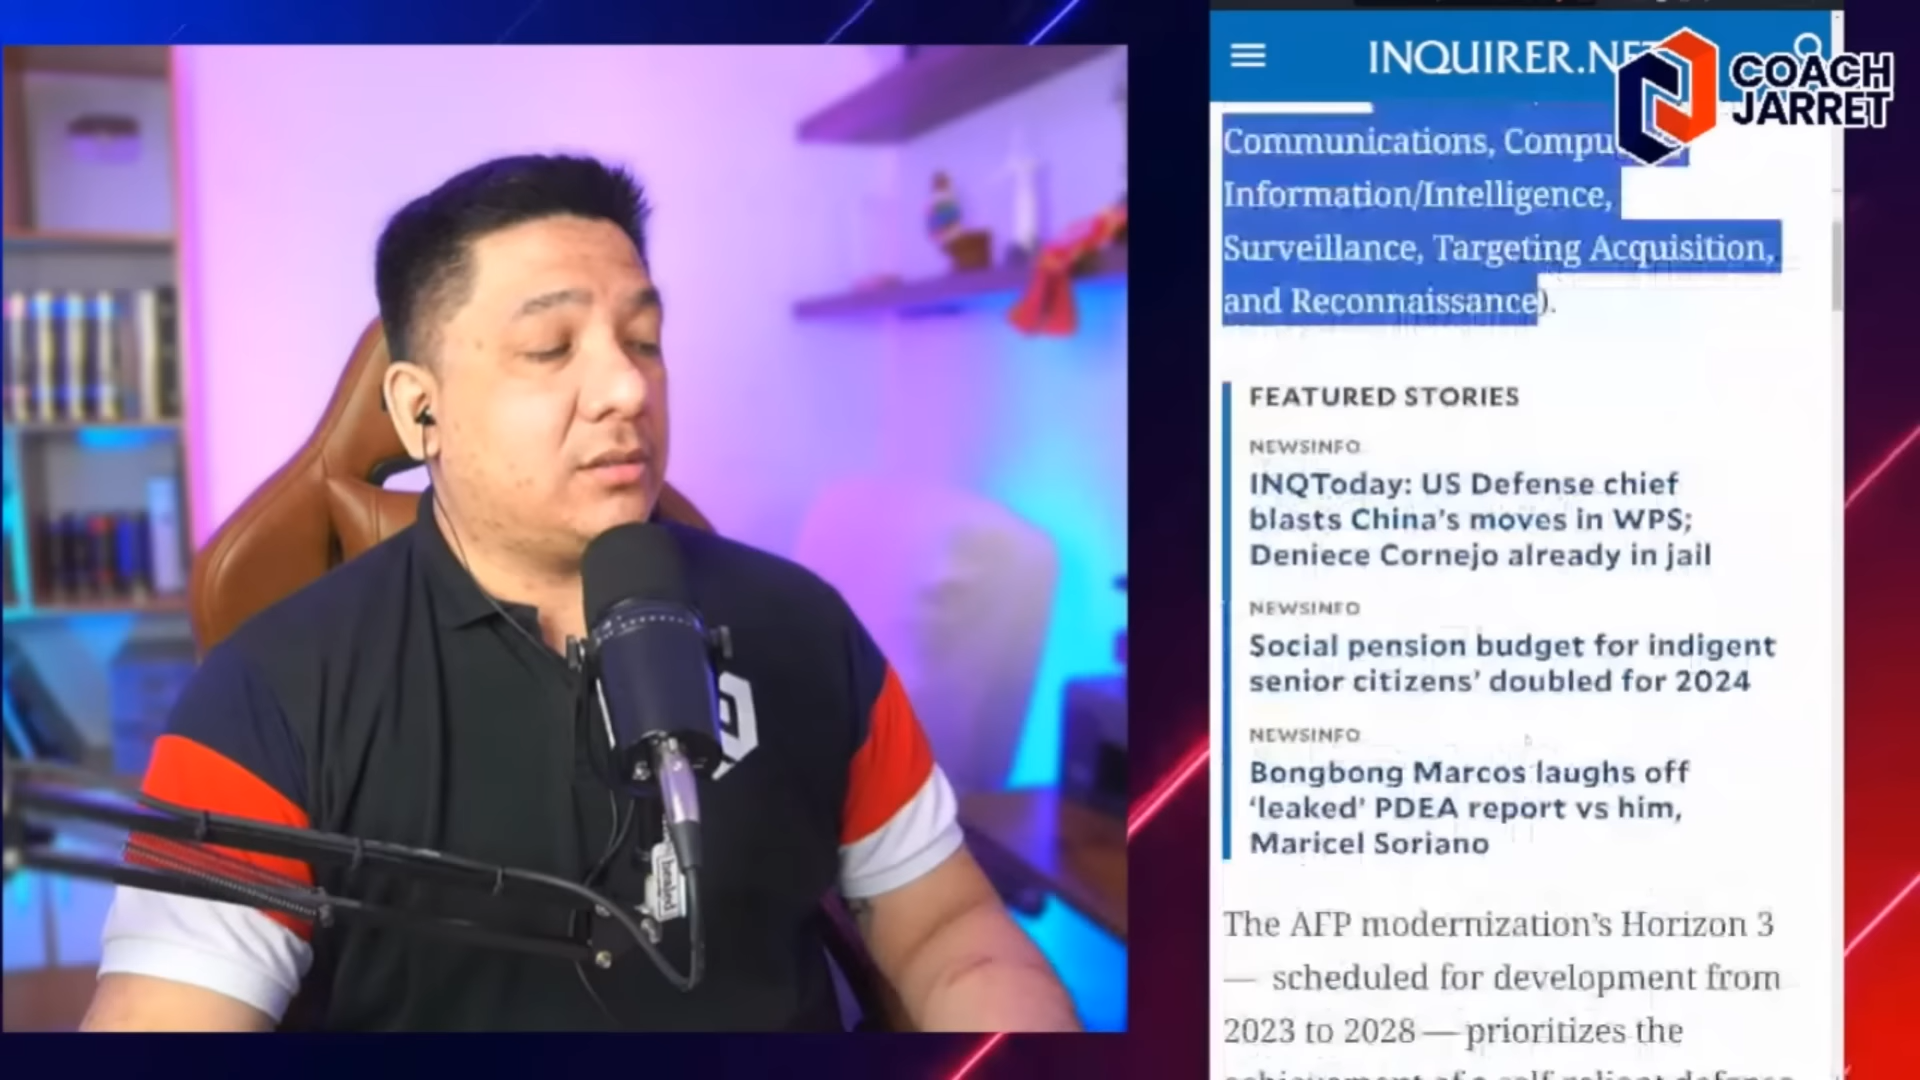 INQUIRER.NET
COACH
JARRET
Communications,
Information/Intelligence,
Surveillance, Targeting Acquisition,
and Reconnaissance).
FEATURED STORIES
NEWSINFO
INQToday: US Defense chief
blasts China's moves in WPS;
Deniece Cornejo already in jail
NEWSINFO
Social pension budget for indigent
senior citizens' doubled for 2024
NEWSINFO
Bongbong Marcos laughs off
'leaked' PDEA report vs him,
Maricel Soriano
The AFP modernization's Horizon 3
— scheduled for development from
2023 to 2028 — prioritizes the